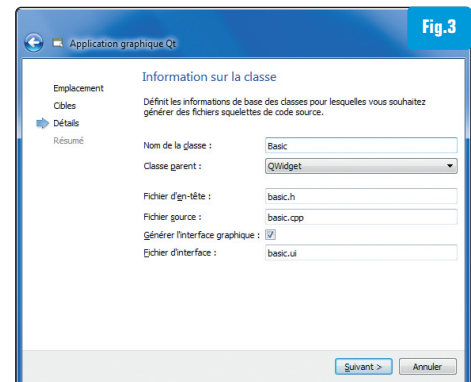 Fig.3
Application graphique Qt
Emplacement
Cibles
Détails
Résumé
Information sur la classe
Définit les informations de base des classes pour lesquelles vous souhaitez
générer des fichiers squelettes de code source.
Nom de la classe : Basic
Classe parent : QWidget
Fichier d'en-tête : basic.h
Fichier source : basic.cpp
Générer l'interface graphique :
Fichier d'interface : basic.ui
Suivant > Annuler